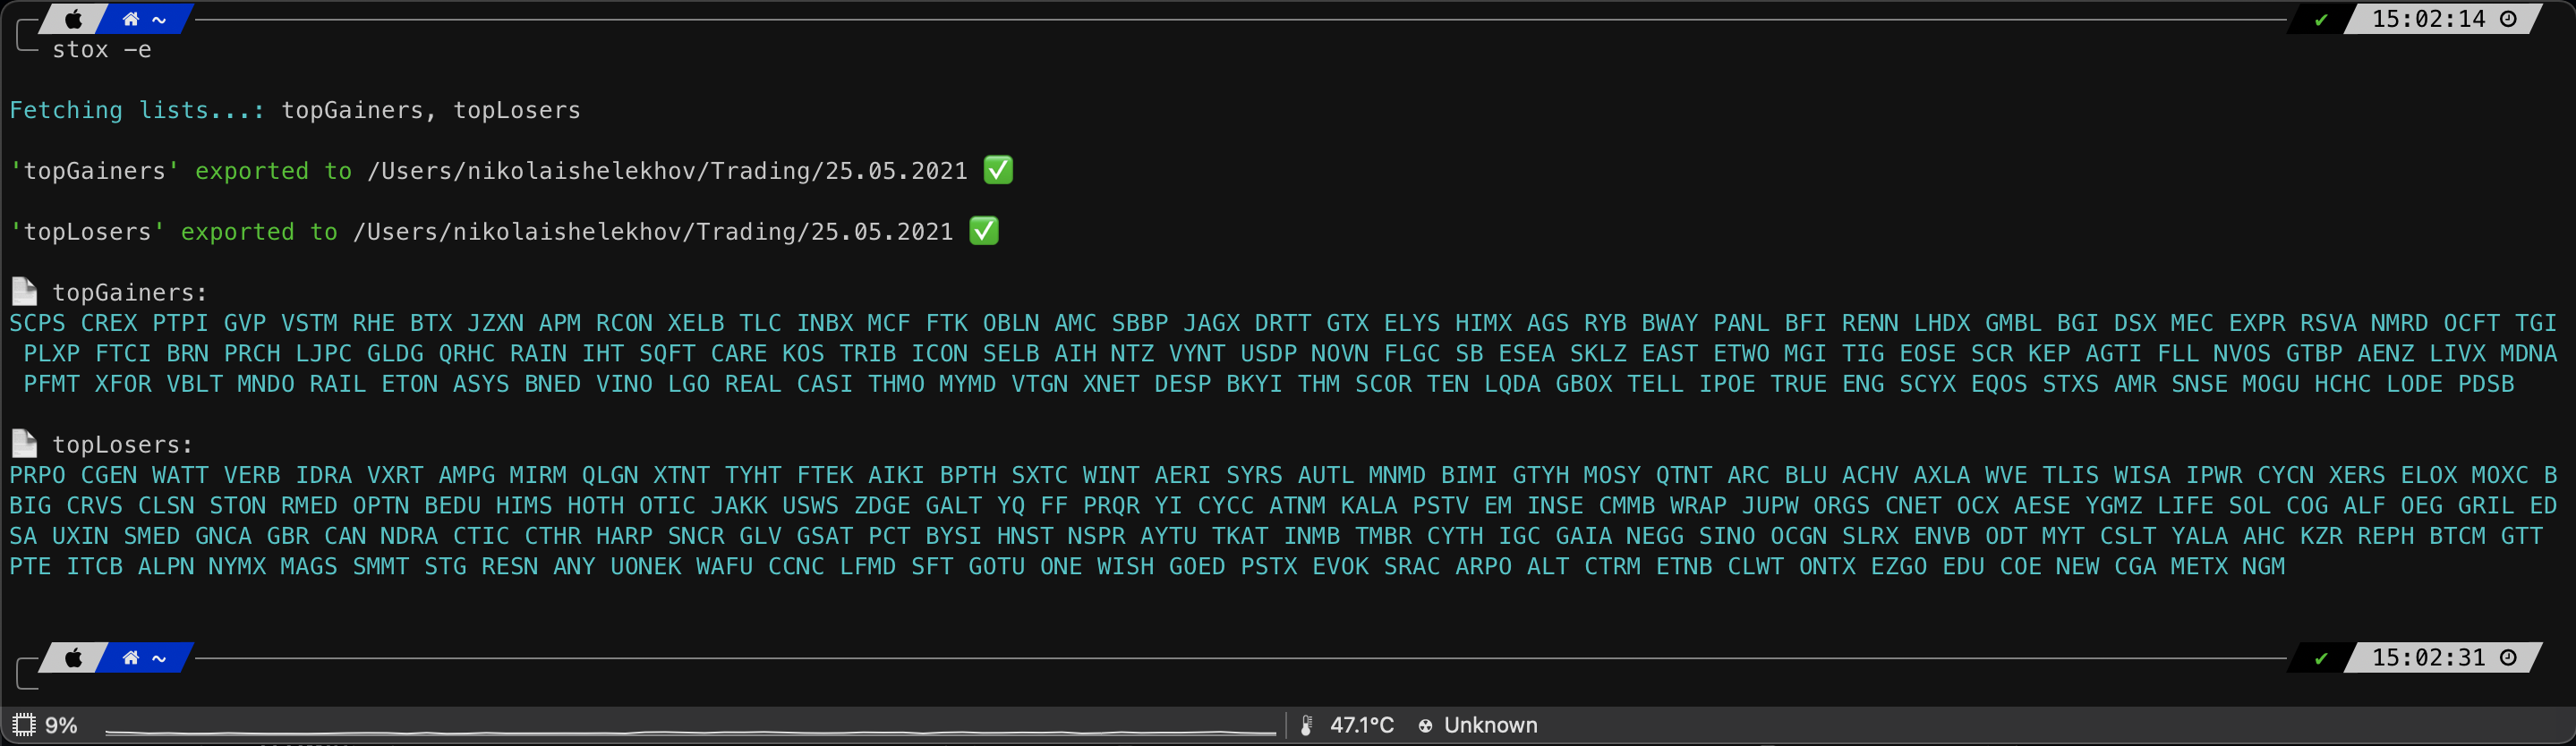 ~ ✔ 15:02:14
stox -e
Fetching lists...: topGainers, topLosers
'topGainers' exported to /Users/nikolaishelekhov/Trading/25.05.2021 ✅
'topLosers' exported to /Users/nikolaishelekhov/Trading/25.05.2021 ✅
topGainers:
SCPS CREX PTPI GVP VSTM RHE BTX JZXN APM RCON XELB TLC INBX MCF FTK OBLN AMC SBBP JAGX DRTT GTX ELYS HIMX AGS RYB BWAY PANL BFI RENN LHDX GMBL BGI DSX MEC EXPR RSVA NMRD OCFT TGI
PLXP FTCI BRN PRCH LJPC GLDG QRHC RAIN IHT SQFT CARE KOS TRIB ICON SELB AIH NTZ VYNT USDP NOVN FLGC SB ESEA SKLZ EAST ETWO MGI TIG EOSE SCR KEP AGTI FLL NVOS GTBP AENZ LIVX MDNA
PFMT XFOR VBLT MNDO RAIL ETON ASYS BNED VINO LGO REAL CASI THMO MYMD VTGN XNET DESP BKYI THM SCOR TEN LQDA GBOX TELL IPOE TRUE ENG SCYX EQOS STXS AMR SNSE MOGU HCHC LODE PDSB
topLosers:
PRPO CGEN WATT VERB IDRA VXRT AMPG MIRM QLGN XTNT TYHT FTEK AIKI BPTH SXTC WINT AERI SYRS AUTL MNMD BIMI GTYH MOSY QTNT ARC BLU ACHV AXLA WVE TLIS WISA IPWR CYCN XERS ELOX MOXC B
BIG CRVS CLSN STON RMED OPTN BEDU HIMS HOTH OTIC JAKK USWS ZDGE GALT YQ FF PRQR YI CYCC ATNM KALA PSTV EM INSE CMMB WRAP JUPW ORGS CNET OCX AESE YGMZ LIFE SOL COG ALF OEG GRIL ED
SA UXIN SMED GNCA GBR CAN NDRA CTIC CTHR HARP SNCR GLV GSAT PCT BYSI HNST NSPR AYTU TKAT INMB TMBR CYTH IGC GAIA NEGG SINO OCGN SLRX ENVB ODT MYT CSLT YALA AHC KZR REPH BTCM GTT
PTE ITCB ALPN NYMX MAGS SMMT STG RESN ANY UONEK WAFU CCNC LFMD SFT GOTU ONE WISH GOED PSTX EVOK SRAC ARPO ALT CTRM ETNB CLWT ONTX EZGO EDU COE NEW CGA METX NGM
~ ✔ 15:02:31
9% 47.1°C Unknown